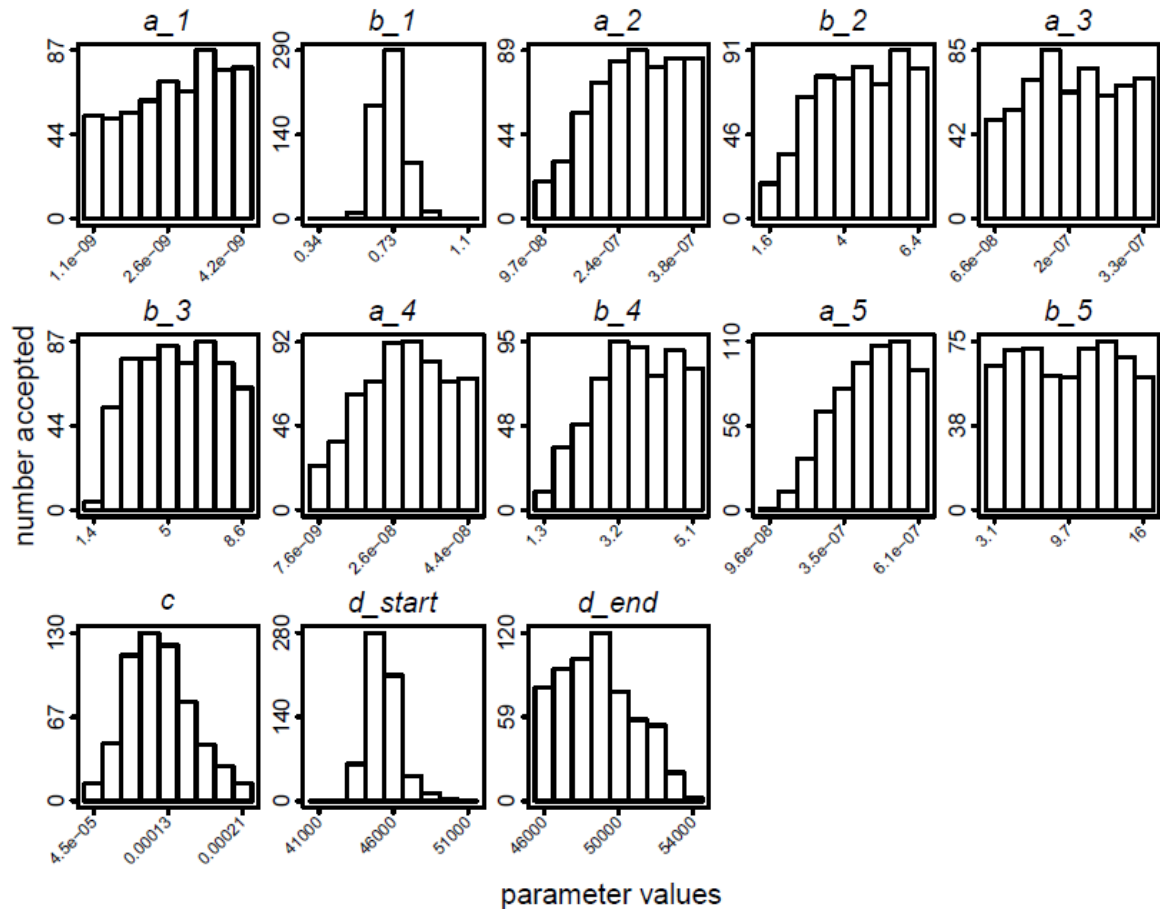 a_1 b_1 a_2 b_2 a_3
87 290 89 91 85
44 140 44 46 42
0 0 0 0 0
1.1e−09 2.6e−09 4.2e−09 0.34 0.73 1.1 9.7e−08 2.4e−07 3.8e−07 1.6 4 6.4 6.6e−08 2e−07 3.3e−07
b_3 a_4 b_4 a_5 b_5
87 92 95 110 75
44 46 48 56 38
0 0 0 0 0
1.4 5 8.6 7.6e−09 2.6e−08 4.4e−08 1.3 3.2 5.1 9.6e−08 3.5e−07 6.1e−07 3.1 9.7 16
c d_start d_end
130 280 120
67 140 59
0 0 0
4.5e−05 0.00013 0.00021 41000 46000 51000 46000 50000 54000
number accepted
parameter values